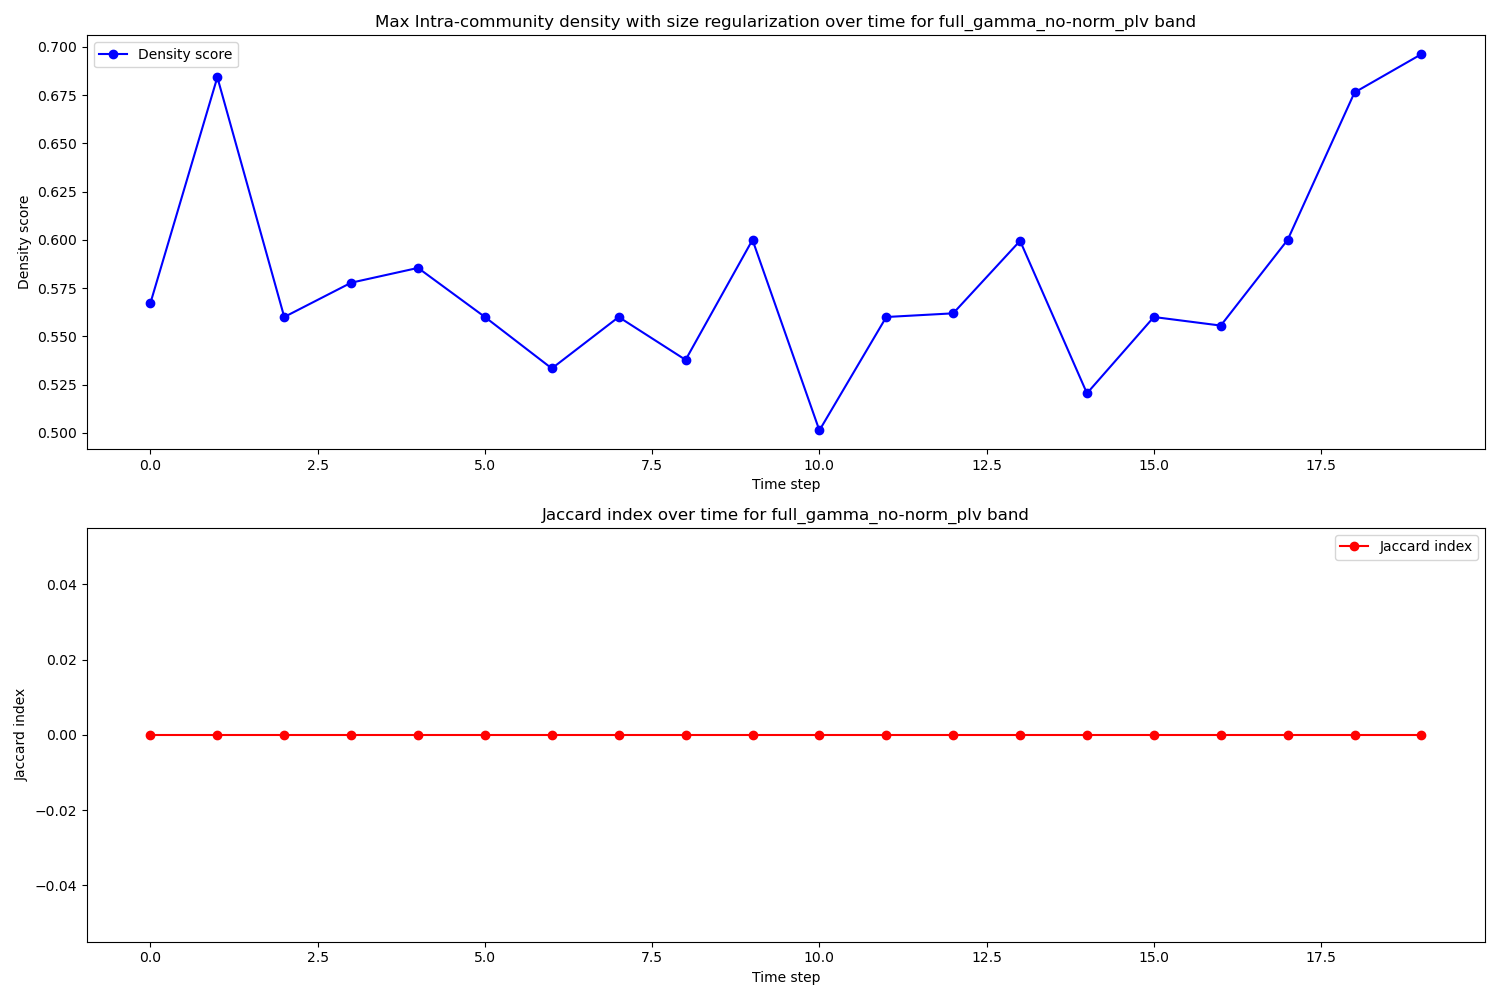 Max Intra-community density with size regularization over time for full_gamma_no-norm_plv band
Density score
0.700
0.675
0.650
0.625
0.600
0.575
0.550
0.525
0.500
Density score
0.0 2.5 5.0 7.5 10.0 12.5 15.0 17.5
Time step
Jaccard index over time for full_gamma_no-norm_plv band
Jaccard index
0.04
0.02
0.00
−0.02
−0.04
Jaccard index
0.0 2.5 5.0 7.5 10.0 12.5 15.0 17.5
Time step